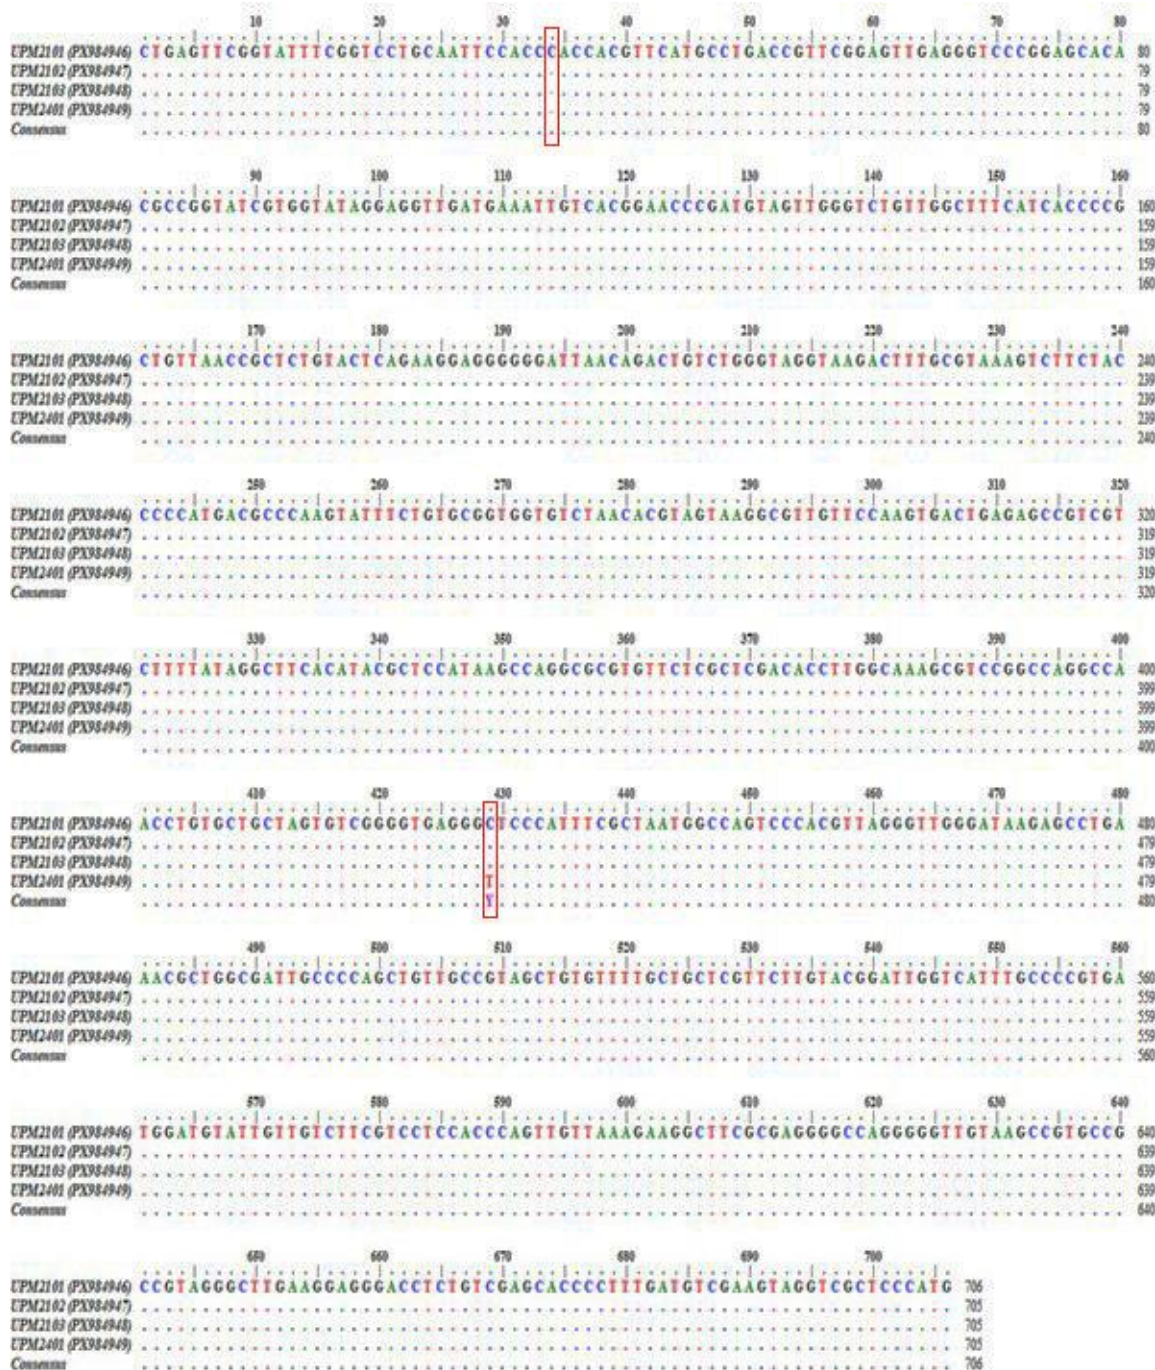 10 20 30 40 50 60 70 80
UPM2101 (PX984946) CTGAGTTCGGTATTTCGGTCCTGCAATTCCACCCACCACGTTCATGCCTGACCGTTCGGAGTTGAGGGTCCCGGAGCACA 80
UPM2102 (PX984947) 79
UPM2103 (PX984948) 79
UPM2401 (PX984949) 79
Consensus 80
90 100 110 120 130 140 150 160
UPM2101 (PX984946) CGCCGGTATCGTGGTATAGGAGGTTGATGAAATTGTCACGGAACCCGATGTAGTTGGGTCTGTTGGCTTTCATCACCCCG 160
UPM2102 (PX984947) 159
UPM2103 (PX984948) 159
UPM2401 (PX984949) 159
Consensus 160
170 180 190 200 210 220 230 240
UPM2101 (PX984946) CTGTTAACCGCTCTGTACTCAGAAGGAGGGGGGATTAACAGACTGTCTGGGTAGGTAAGACTTTGCGTAAAGTCTTCTAC 240
UPM2102 (PX984947) 239
UPM2103 (PX984948) 239
UPM2401 (PX984949) 239
Consensus 240
250 260 270 280 290 300 310 320
UPM2101 (PX984946) CCCCATGACGCCCAAGTATTTCTGTGCGGTGGTGTCTAACACGTAGTAAGGCGTTGTTCCAAGTGACTGAGAGCCGTCGT 320
UPM2102 (PX984947) 319
UPM2103 (PX984948) 319
UPM2401 (PX984949) 319
Consensus 320
330 340 350 360 370 380 390 400
UPM2101 (PX984946) CTTTTATAGGCTTCACATACGCTCCATAAGCCAGGCGCGTGTTCTCGCTCGACACCTTGGCAAAGCGTCCGGCCAGGCCA 400
UPM2102 (PX984947) 399
UPM2103 (PX984948) 399
UPM2401 (PX984949) 399
Consensus 400
410 420 430 440 450 460 470 480
UPM2101 (PX984946) ACCTGTGCTGCTAGTGTCGGGGTGAGGGCTCCCATTTCGCTAATGGCCAGTCCCACGTTAGGGTTGGGATAAGAGCCTGA 480
UPM2102 (PX984947) 479
UPM2103 (PX984948) 479
UPM2401 (PX984949) T 479
Consensus Y 480
490 500 510 520 530 540 550 560
UPM2101 (PX984946) AACGCTGGCGATTGCCCCAGCTGTTGCCGTAGCTGTGTTTTGCTGCTCGTTCTTGTACGGATTGGTCATTTGCCCCGTGA 560
UPM2102 (PX984947) 559
UPM2103 (PX984948) 559
UPM2401 (PX984949) 559
Consensus 560
570 580 590 600 610 620 630 640
UPM2101 (PX984946) TGGATGTATTGTTGTCTTCGTCCTCCACCCAGTTGTTAAAGAAGGCTTCGCGAGGGGCCAGGGGGTTGTAAGCCGTGCCG 640
UPM2102 (PX984947) 639
UPM2103 (PX984948) 639
UPM2401 (PX984949) 639
Consensus 640
650 660 670 680 690 700
UPM2101 (PX984946) CCGTAGGGCTTGAAGGAGGGACCTCTGTCGAGCACCCCTTTGATGTCGAAGTAGGTCGCTCCCATG 706
UPM2102 (PX984947) 705
UPM2103 (PX984948) 705
UPM2401 (PX984949) 705
Consensus 706